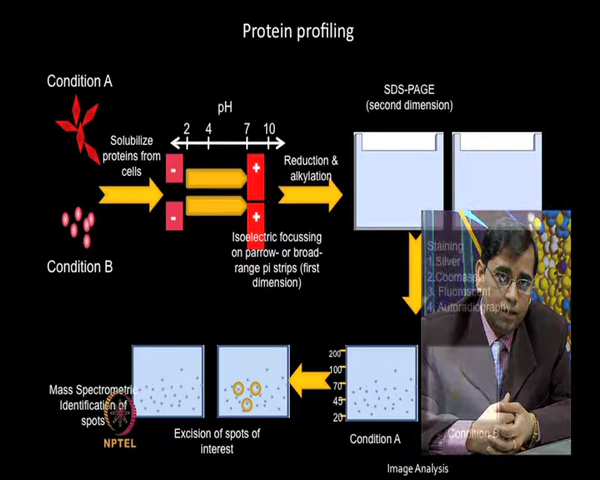 Protein profiling
Condition A
Solubilize
proteins from
cells
Condition B
pH
2 4 7 10
-
+
-
+
Isoelectric focussing
on parrow- or broad-
range pi strips (first
dimension)
Reduction &
alkylation
SDS-PAGE
(second dimension)
Staining
1.Silver
2.Coomassie
3. Fluorescent
4. Autoradiography
200
100
70
45
20
Condition A
Condition B
Image Analysis
Excision of spots of
interest
Mass Spectrometric
Identification of
spots
NPTEL